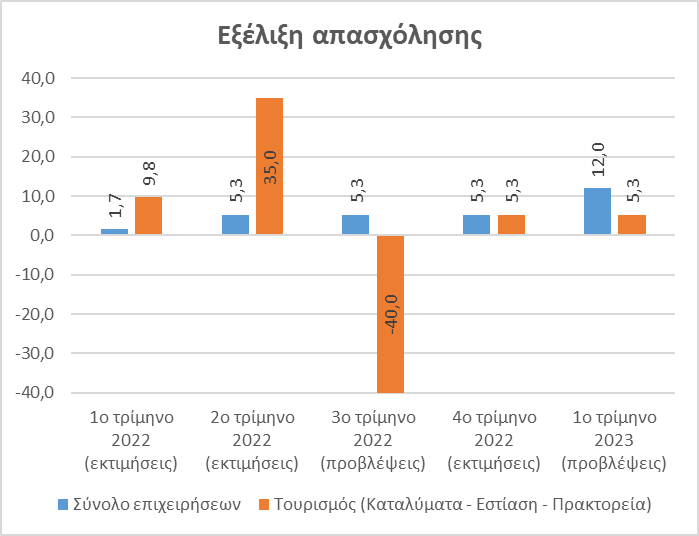 Εξέλιξη απασχόλησης
40,0
30,0
20,0
10,0
0,0
-10,0
-20,0
-30,0
-40,0
1,7
9,8
5,3
35,0
5,3
-40,0
5,3
5,3
12,0
5,3
1ο τρίμηνο
2022
(εκτιμήσεις)
2ο τρίμηνο
2022
(εκτιμήσεις)
3ο τρίμηνο
2022
(προβλέψεις)
4ο τρίμηνο
2022
(εκτιμήσεις)
1ο τρίμηνο
2023
(προβλέψεις)
Σύνολο επιχειρήσεων
Τουρισμός (Καταλύματα - Εστίαση - Πρακτορεία)